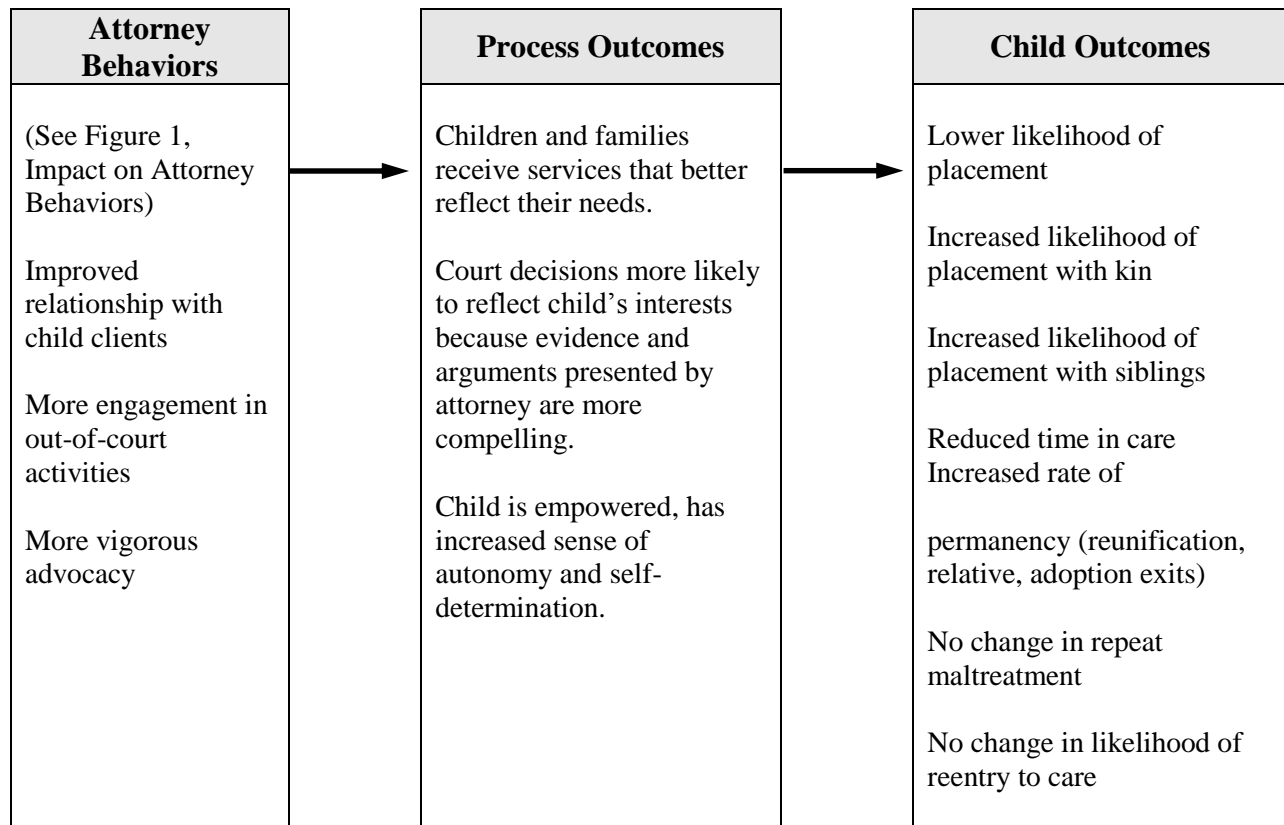 Attorney
Behaviors
(See Figure 1,
Impact on Attorney
Behaviors)
Improved
relationship with
child clients
More engagement in
out-of-court
activities
More vigorous
advocacy
Process Outcomes
Children and families
receive services that better
reflect their needs.
Court decisions more likely
to reflect child’s interests
because evidence and
arguments presented by
attorney are more
compelling.
Child is empowered, has
increased sense of
autonomy and self-
determination.
Child Outcomes
Lower likelihood of
placement
Increased likelihood of
placement with kin
Increased likelihood of
placement with siblings
Reduced time in care
Increased rate of
permanency (reunification,
relative, adoption exits)
No change in repeat
maltreatment
No change in likelihood of
reentry to care